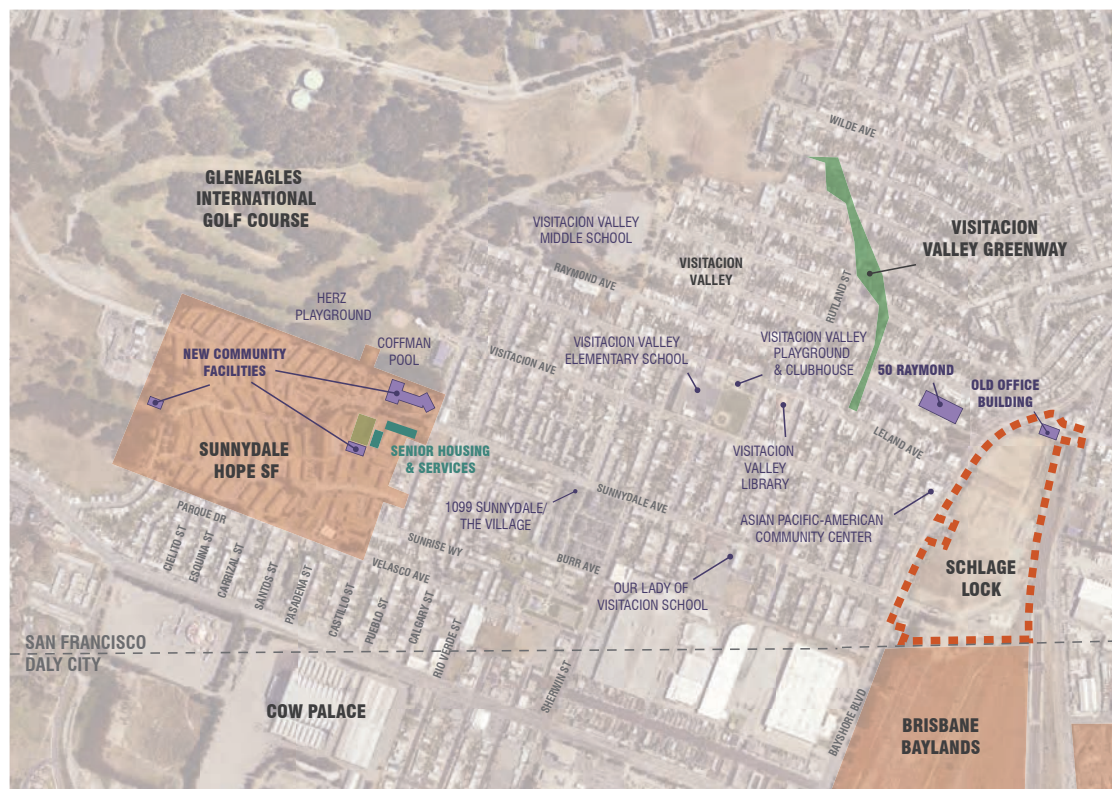 WILDE AVE
GLENEAGLES
INTERNATIONAL
GOLF COURSE
VISITACION VALLEY
MIDDLE SCHOOL
VISITACION
VALLEY GREENWAY
VISITACION
VALLEY
RAYMOND AVE
RUTLAND ST
HERZ
PLAYGROUND
COFFMAN
POOL
NEW COMMUNITY
FACILITIES
VISITACION AVE
VISITACION VALLEY
ELEMENTARY SCHOOL
VISITACION VALLEY
PLAYGROUND
& CLUBHOUSE
50 RAYMOND
OLD OFFICE
BUILDING
SUNNYDALE
HOPE SF
SENIOR HOUSING
& SERVICES
LELAND AVE
VISITACION
VALLEY
LIBRARY
1099 SUNNYDALE/
THE VILLAGE
SUNNYDALE AVE
ASIAN PACIFIC-AMERICAN
COMMUNITY CENTER
PARQUE DR
CIELITO ST
ESQUINA ST
CARRIZAL ST
SANTOS ST
PASADENA ST
CASTILLO ST
PUEBLO ST
CALGARY ST
RIO VERDE ST
SUNRISE WY
VELASCO AVE
BURR AVE
OUR LADY OF
VISITACION SCHOOL
SCHLAGE
LOCK
SAN FRANCISCO
DALY CITY
SHERWIN ST
COW PALACE
BAYSHORE BLVD
BRISBANE
BAYLANDS